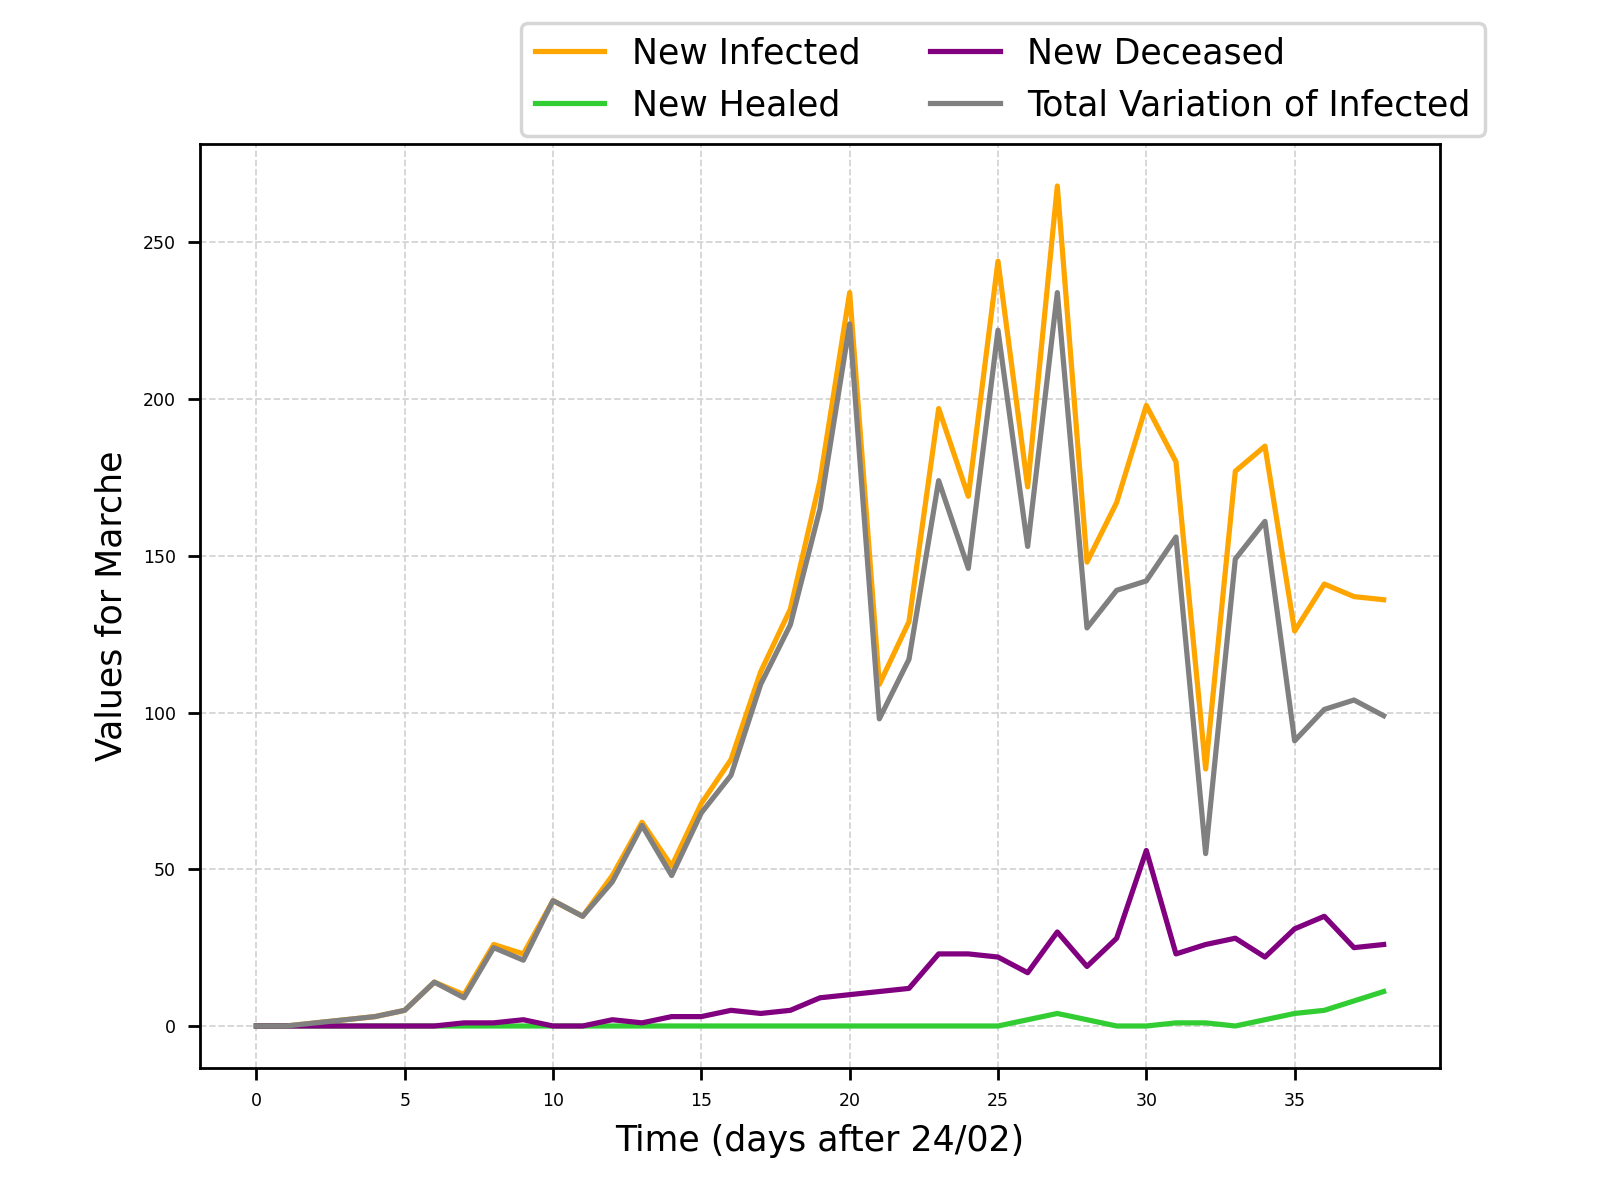 New Infected
New Healed
New Deceased
Total Variation of Infected
Values for Marche
250
200
150
100
50
0
0 5 10 15 20 25 30 35
Time (days after 24/02)